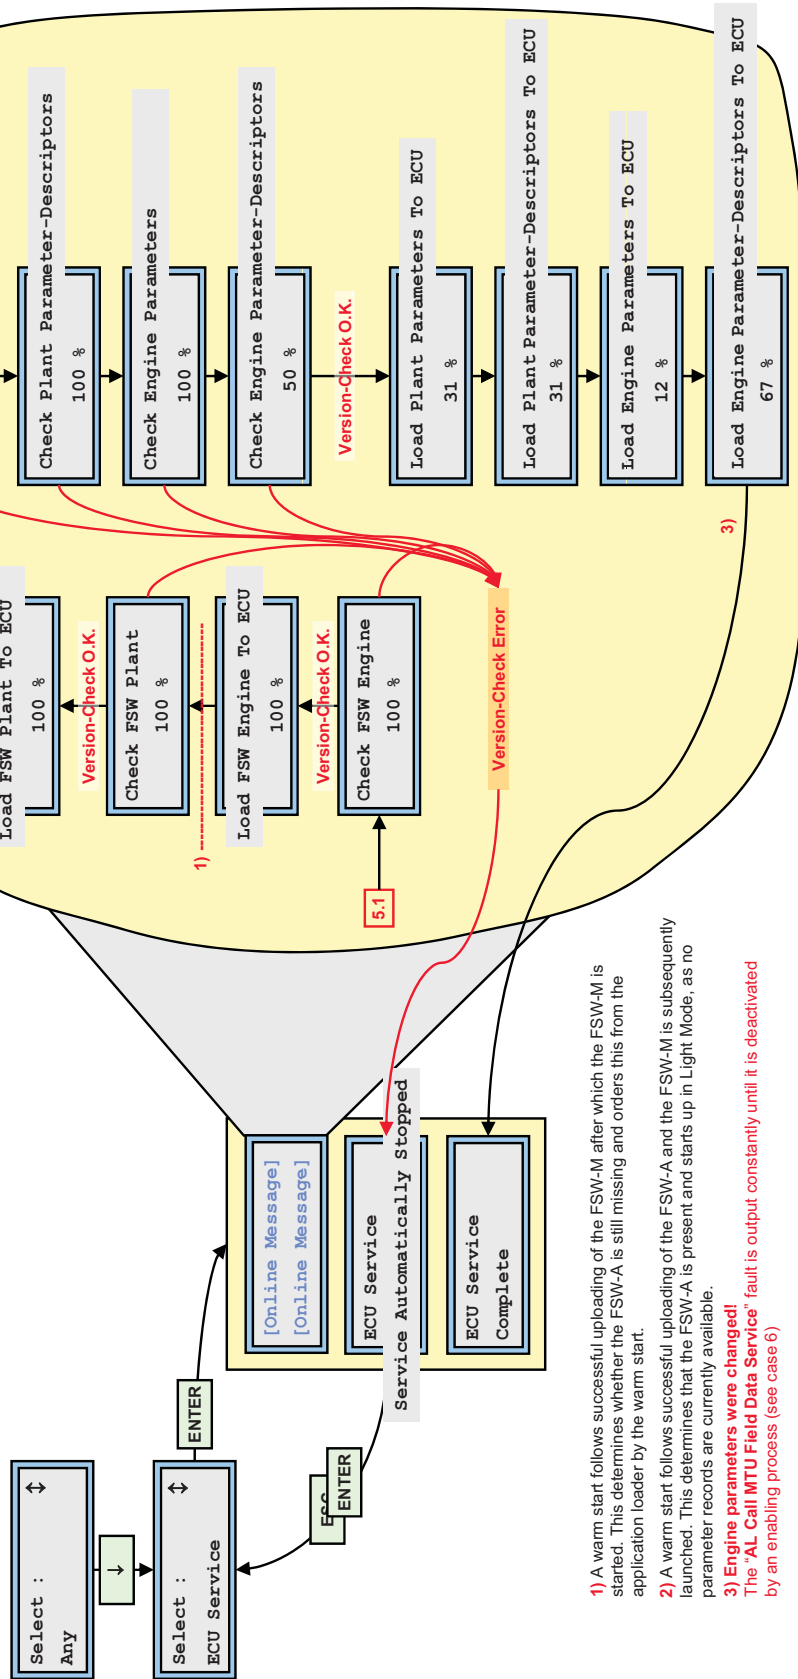 Select :	⇕
Any
↓
Select :	⇕
ECU Service
ENTER
ENTER
[Online Message]
[Online Message]
ECU Service
Service Automatically Stopped
ECU Service
Complete
Load FSW Plant To ECU
100 %
Version-Check O.K.
Check FSW Plant
100 %
1)
Load FSW Engine To ECU
100 %
Version-Check O.K.
Check FSW Engine
100 %
5.1
Version-Check Error
Check Plant Parameter-Descriptors
100 %
Check Engine Parameters
100 %
Check Engine Parameter-Descriptors
50 %
Version-Check O.K.
Load Plant Parameters To ECU
31 %
Load Plant Parameter-Descriptors To ECU
31 %
Load Engine Parameters To ECU
12 %
Load Engine Parameter-Descriptors To ECU
67 %
3)
1) A warm start follows successful uploading of the FSW-M after which the FSW-M is
started. This determines whether the FSW-A is still missing and orders this from the
application loader by the warm start.
2) A warm start follows successful uploading of the FSW-A and the FSW-M is subsequently
launched. This determines that the FSW-A is present and starts up in Light Mode, as no
parameter records are currently available.
3) Engine parameters were changed!
The "AL Call MTU Field Data Service" fault is output constantly until it is deactivated
by an enabling process (see case 6)